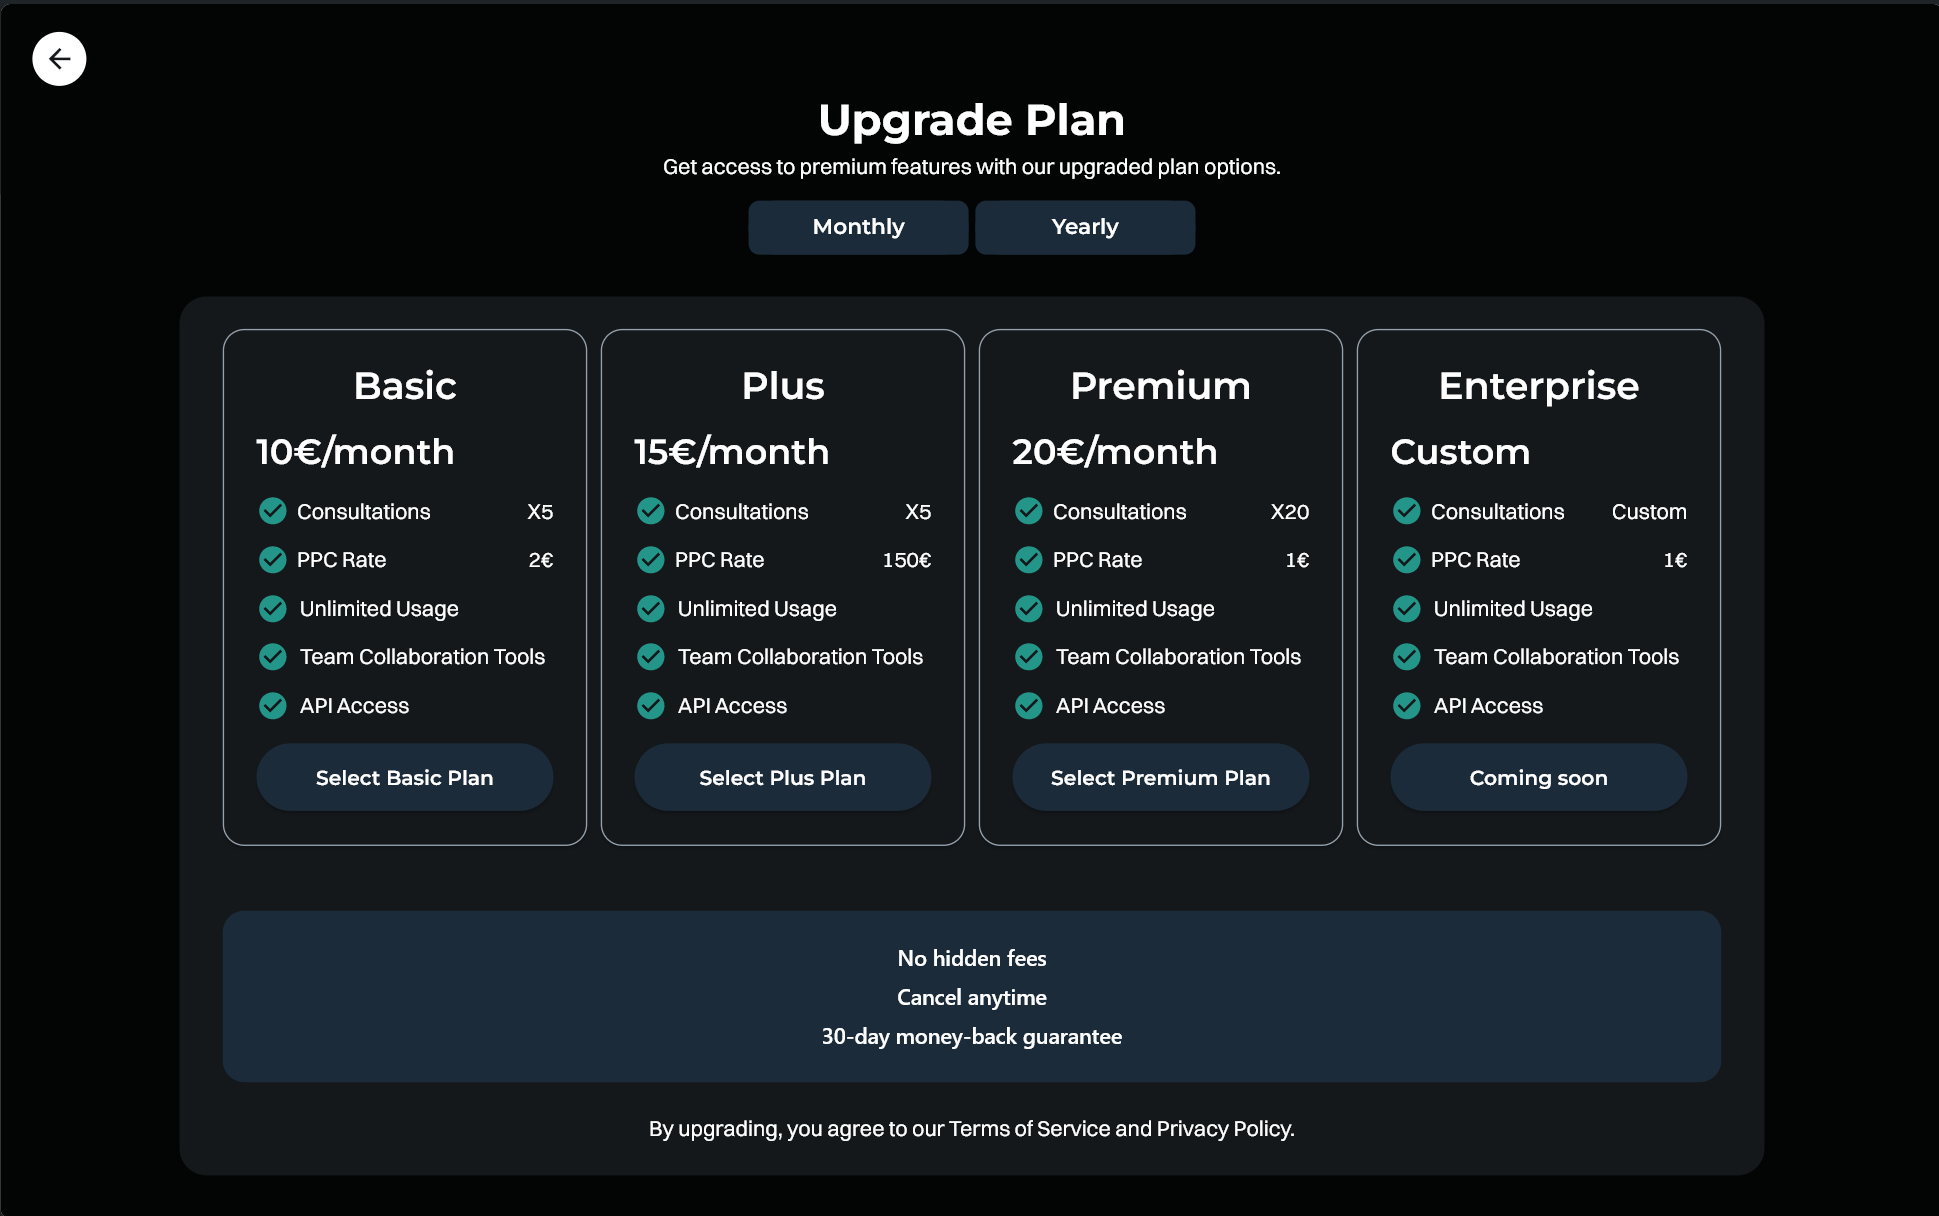 Upgrade Plan
Get access to premium features with our upgraded plan options.
Monthly Yearly
Basic
10€/month
Consultations X5
PPC Rate 2€
Unlimited Usage
Team Collaboration Tools
API Access
Select Basic Plan
Plus
15€/month
Consultations X5
PPC Rate 150€
Unlimited Usage
Team Collaboration Tools
API Access
Select Plus Plan
Premium
20€/month
Consultations X20
PPC Rate 1€
Unlimited Usage
Team Collaboration Tools
API Access
Select Premium Plan
Enterprise
Custom
Consultations Custom
PPC Rate 1€
Unlimited Usage
Team Collaboration Tools
API Access
Coming soon
No hidden fees
Cancel anytime
30-day money-back guarantee
By upgrading, you agree to our Terms of Service and Privacy Policy.